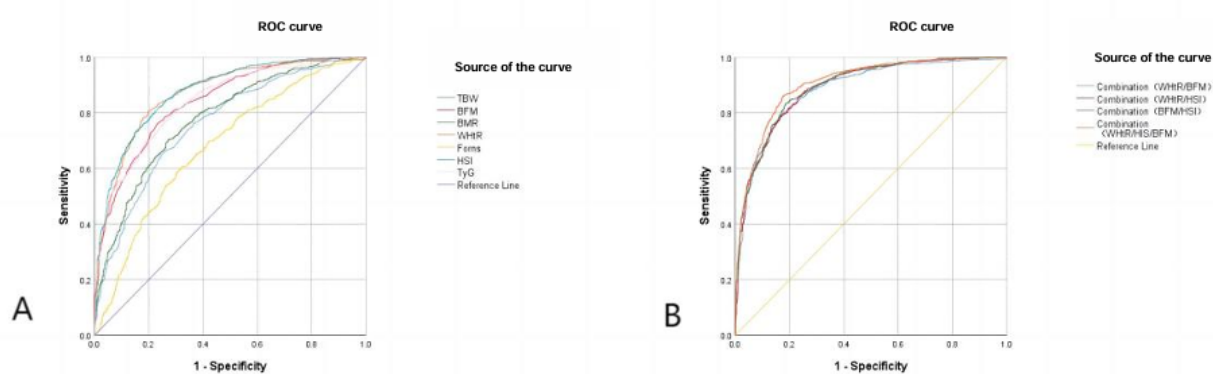 ROC curve
Sensitivity
1.0
0.8
0.6
0.4
0.2
0.0
0.0 0.2 0.4 0.6 0.8 1.0
1 - Specificity
A
Source of the curve
TBW
BFM
BMR
WHtR
Ferns
HSI
TyG
Reference Line
ROC curve
Sensitivity
1.0
0.8
0.6
0.4
0.2
0.0
0.0 0.2 0.4 0.6 0.8 1.0
1 - Specificity
B
Source of the curve
Combination (WHtR/BFM)
Combination (WHtR/HSI)
Combination (BFM/HSI)
Combination
(WHtR/HIS/BFM)
Reference Line